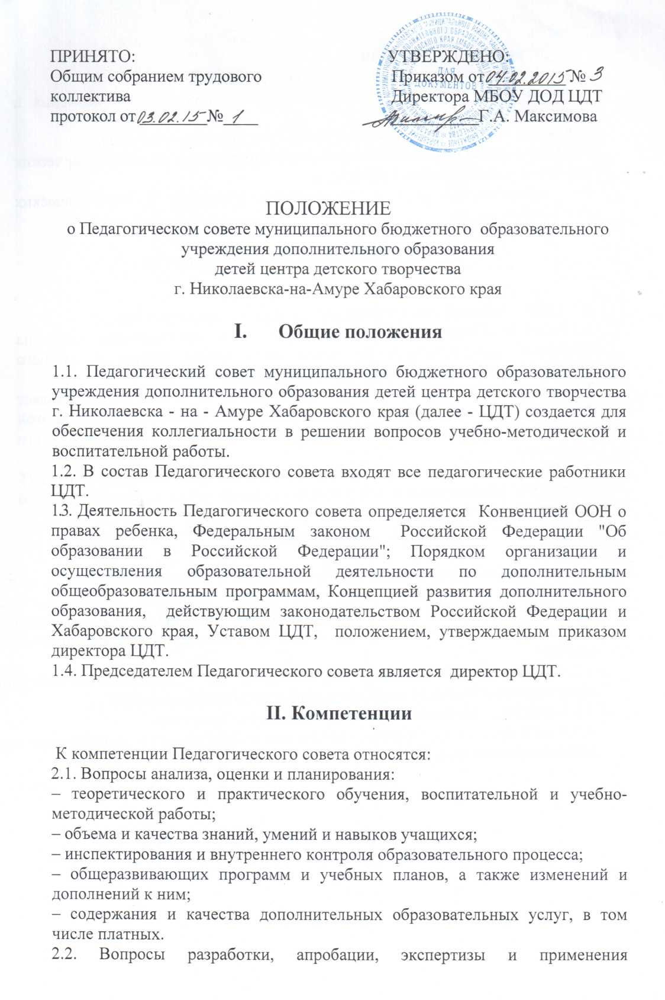 ПРИНЯТО:
Общим собранием трудового
коллектива
протокол от 03.02.15 № 1
УТВЕРЖДЕНО:
Приказом от 04.02.2015 № 3
Директора МБОУ ДОД ЦДТ
Г.А. Максимова
ДЛЯ
ДОКУМЕНТОВ
ПОЛОЖЕНИЕ
о Педагогическом совете муниципального бюджетного образовательного
учреждения дополнительного образования
детей центра детского творчества
г. Николаевска-на-Амуре Хабаровского края
I. Общие положения
1.1. Педагогический совет муниципального бюджетного образовательного
учреждения дополнительного образования детей центра детского творчества
г. Николаевска - на - Амуре Хабаровского края (далее - ЦДТ) создается для
обеспечения коллегиальности в решении вопросов учебно-методической и
воспитательной работы.
1.2. В состав Педагогического совета входят все педагогические работники
ЦДТ.
1.3. Деятельность Педагогического совета определяется Конвенцией ООН о
правах ребенка, Федеральным законом Российской Федерации "Об
образовании в Российской Федерации"; Порядком организации и
осуществления образовательной деятельности по дополнительным
общеобразовательным программам, Концепцией развития дополнительного
образования, действующим законодательством Российской Федерации и
Хабаровского края, Уставом ЦДТ, положением, утверждаемым приказом
директора ЦДТ.
1.4. Председателем Педагогического совета является директор ЦДТ.
II. Компетенции
К компетенции Педагогического совета относятся:
2.1. Вопросы анализа, оценки и планирования:
– теоретического и практического обучения, воспитательной и учебно-
методической работы;
– объема и качества знаний, умений и навыков учащихся;
– инспектирования и внутреннего контроля образовательного процесса;
– общеразвивающих программ и учебных планов, а также изменений и
дополнений к ним;
– содержания и качества дополнительных образовательных услуг, в том
числе платных.
2.2. Вопросы разработки, апробации, экспертизы и применения